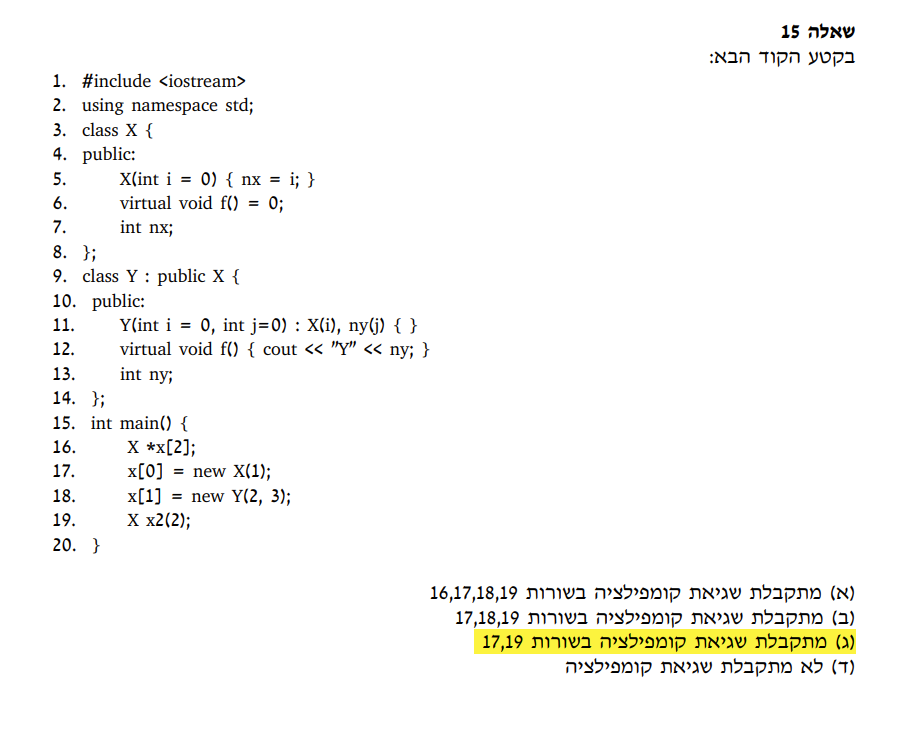 שאלה 15
בקטע הקוד הבא:
1. #include <iostream>
2. using namespace std;
3. class X {
4. public:
5. X(int i = 0) { nx = i; }
6. virtual void f() = 0;
7. int nx;
8. };
9. class Y : public X {
10. public:
11. Y(int i = 0, int j=0) : X(i), ny(j) { }
12. virtual void f() { cout << "Y" << ny; }
13. int ny;
14. };
15. int main() {
16. X *x[2];
17. x[0] = new X(1);
18. x[1] = new Y(2, 3);
19. X x2(2);
20. }
(א) מתקבלת שגיאת קומפילציה בשורות 16,17,18,19
(ב) מתקבלת שגיאת קומפילציה בשורות 17,18,19
(ג) מתקבלת שגיאת קומפילציה בשורות 17,19
(ד) לא מתקבלת שגיאת קומפילציה